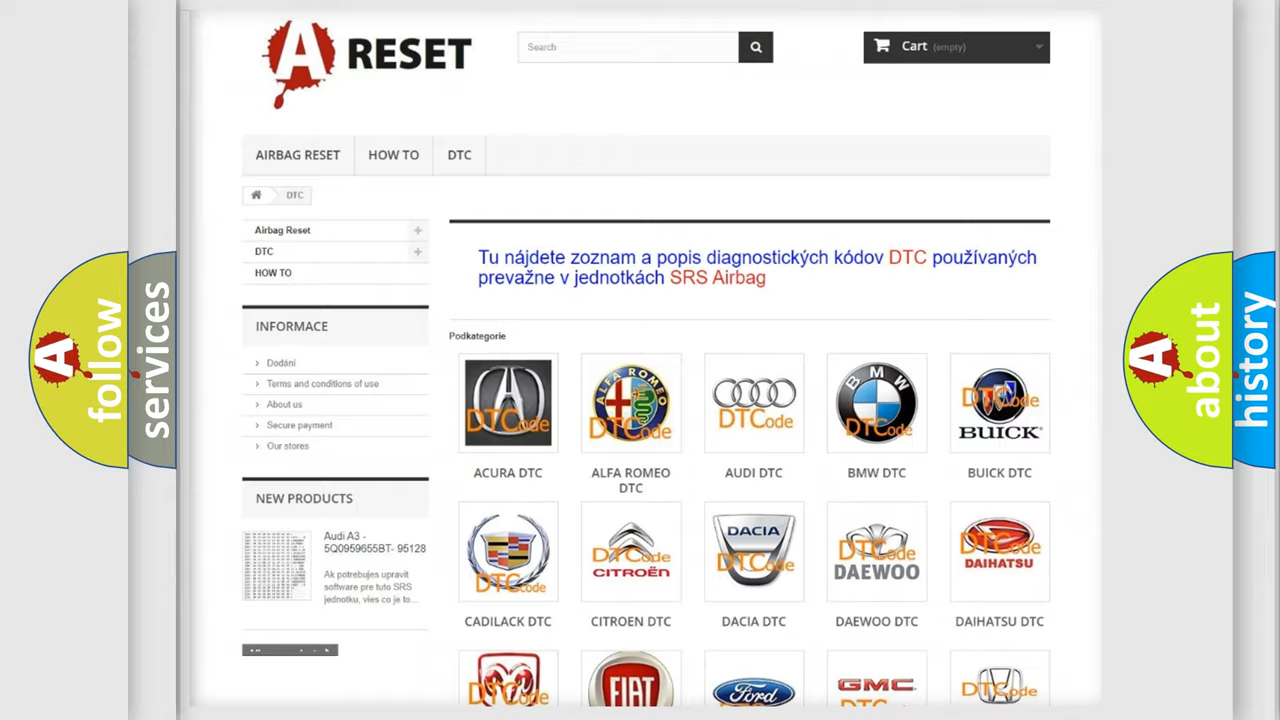 A RESET
Search
Cart (empty)
AIRBAG RESET
HOW TO
DTC
DTC
Airbag Reset
DTC
HOW TO
INFORMACE
Dodání
Terms and conditions of use
About us
Secure payment
Our stores
NEW PRODUCTS
Audi A3 -
5Q0959655BT- 95128
Ak potrebujes upravit
software pre tuto SRS
jednotku, vies co je to...
Tu nájdete zoznam a popis diagnostických kódov DTC používaných
prevažne v jednotkách SRS Airbag
Podkategorie
DTCode
ALFA ROMEO
DTCode
DTCode
BMW
DTCode
DTCode
BUICK
ACURA DTC
ALFA ROMEO
DTC
AUDI DTC
BMW DTC
BUICK DTC
DTCode
DTCode
CITROËN
DACIA
DTCode
DTCode
DAEWOO
DTCode
DAIHATSU
CADILACK DTC
CITROEN DTC
DACIA DTC
DAEWOO DTC
DAIHATSU DTC
DTCode
FIAT
Ford
GMC
DTCode
A follow
services
A about
history